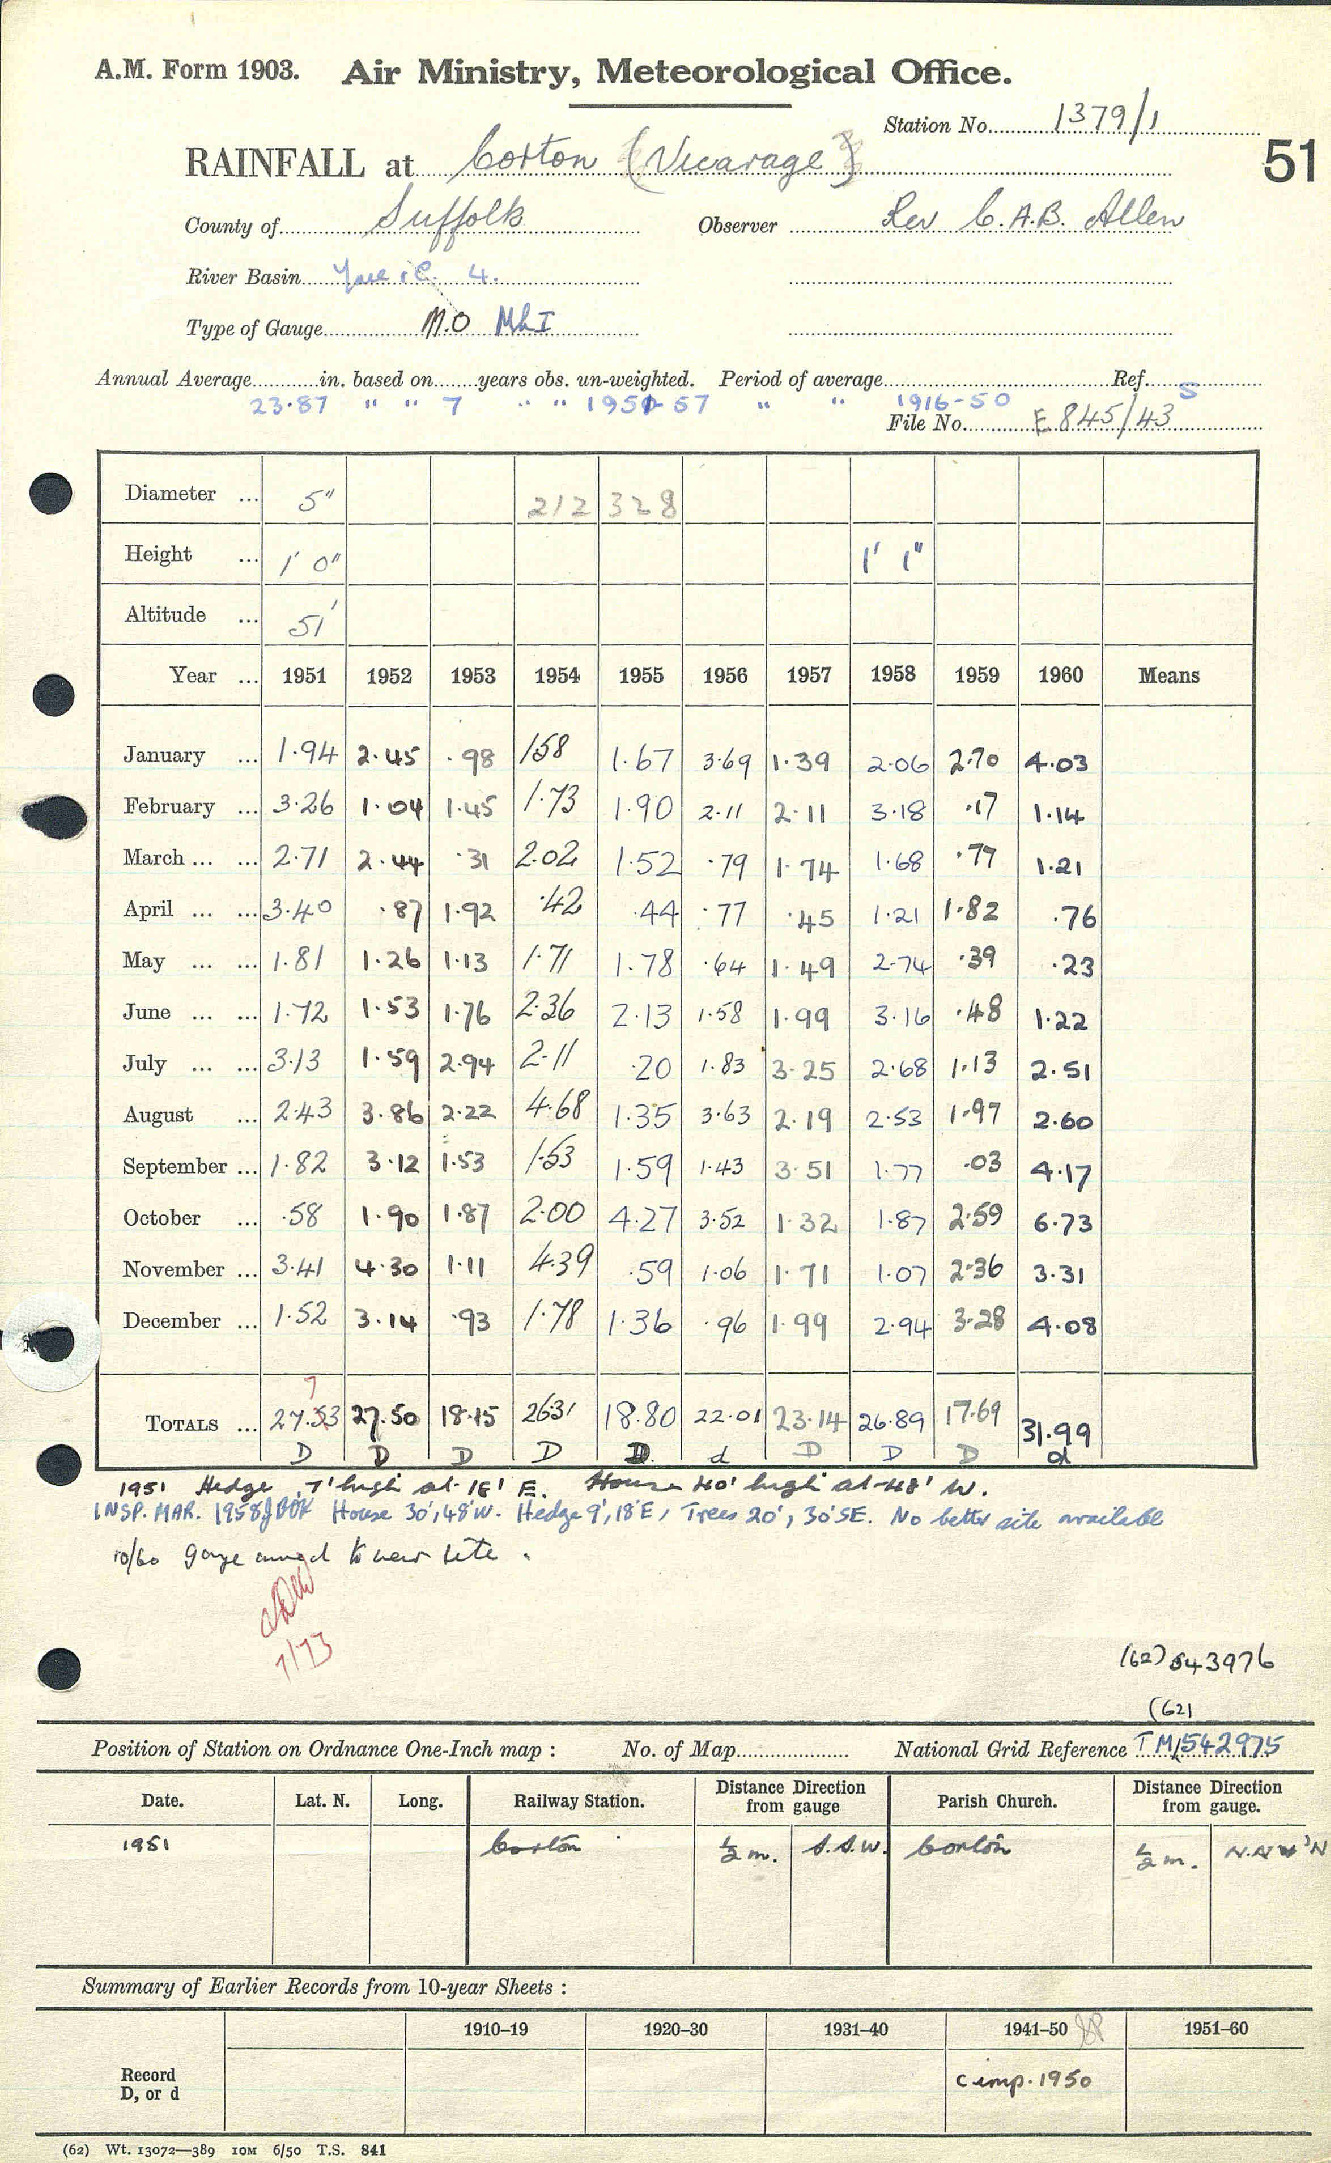 A.M. Form 1903. Air Ministry, Meteorological Office.
Station No. 1379/1
51
RAINFALL at Corton (Vicarage)
County of Suffolk Observer Rev C.A.B. Allen
River Basin Yare &c. 4.
Type of Gauge M.O MkI
Annual Average in. based on years obs. un-weighted. Period of average Ref. S
23.87 " " 7 " " 1951-57 " " 1916-50
File No. E 845/43
Diameter ... 5" 212 328
Height ... 1' 0" 1' 1"
Altitude ... 51'
Year ... 1951 1952 1953 1954 1955 1956 1957 1958 1959 1960 Means
January ... 1.94 2.45 .98 1.58 1.67 3.69 1.39 2.06 2.70 4.03
February ... 3.26 1.04 1.45 1.73 1.90 2.11 2.11 3.18 .17 1.14
March ... ... 2.71 2.44 .31 2.02 1.52 .79 1.74 1.68 .77 1.21
April ... ... 3.40 .87 1.92 .42 .44 .77 .45 1.21 1.82 .76
May ... ... 1.81 1.26 1.13 1.71 1.78 .64 1.49 2.74 .39 .23
June ... ... 1.72 1.53 1.76 2.36 2.13 1.58 1.99 3.16 .48 1.22
July ... ... 3.13 1.59 2.94 2.11 .20 1.83 3.25 2.68 1.13 2.51
August ... 2.43 3.86 2.22 4.68 1.35 3.63 2.19 2.53 1.97 2.60
September ... 1.82 3.12 1.53 1.53 1.59 1.43 3.51 1.77 .03 4.17
October ... .58 1.90 1.87 2.00 4.27 3.52 1.32 1.87 2.59 6.73
November ... 3.41 4.30 1.11 4.39 .59 1.06 1.71 1.07 2.36 3.31
December ... 1.52 3.14 .93 1.78 1.36 .96 1.99 2.94 3.28 4.08
7
TOTALS ... 27.53 27.50 18.15 26.31 18.80 22.01 23.14 26.89 17.69 31.99
D D D D D d D D D d
1951 Hedge 7' high at 18' E. House 40' high at 48' W.
INSP. MAR. 1958 House 30', 48'W. Hedge 9', 18'E, Trees 20', 30'SE. No better site available
10/60 gauge moved to new site.
7/73
(62) 543976
(62)
Position of Station on Ordnance One-Inch map : No. of Map National Grid Reference TM 542975
Date. Lat. N. Long. Railway Station. Distance Direction from gauge Parish Church. Distance Direction from gauge.
1951 Corton ½ m. S.S.W. Corton ½ m. N.N.W'N
Summary of Earlier Records from 10-year Sheets :
1910–19 1920–30 1931–40 1941–50 1951–60
Record
D, or d
c imp. 1950
(62) Wt. 13072—389 10M 6/50 T.S. 841